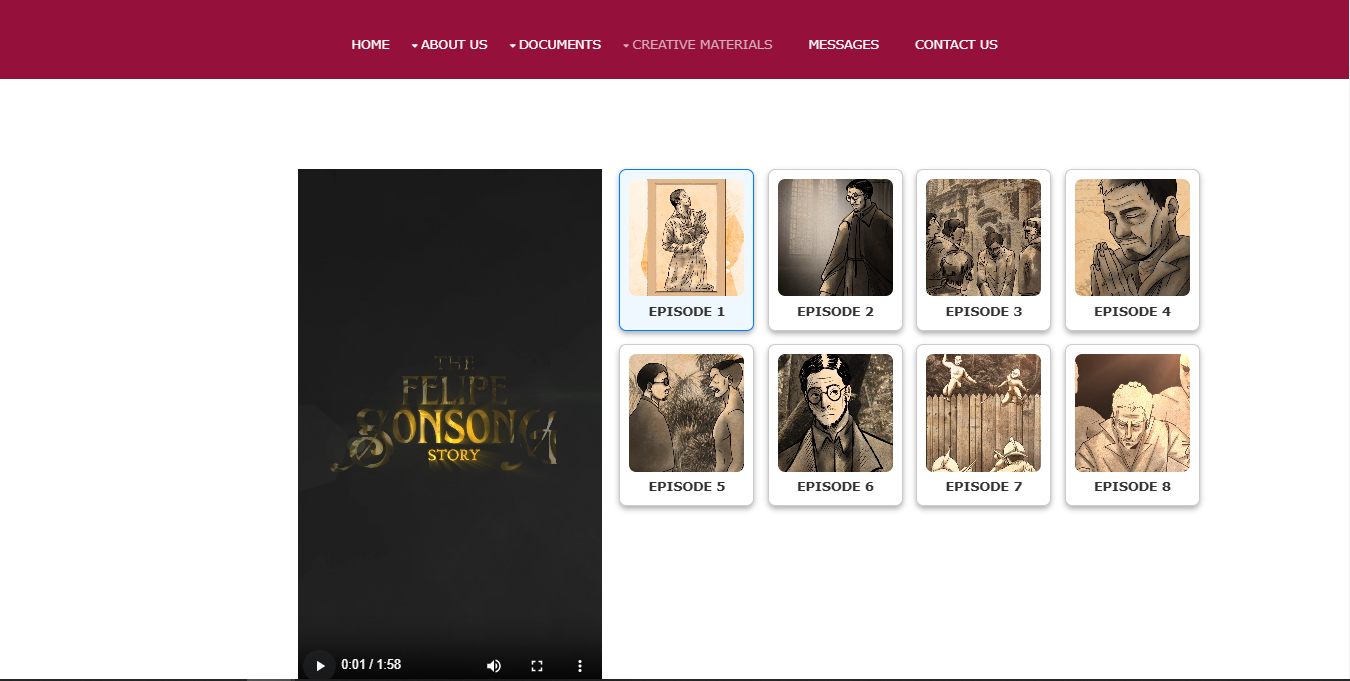 HOME ABOUT US DOCUMENTS CREATIVE MATERIALS MESSAGES CONTACT US
THE
FELIPE
SONSONG
STORY
0:01 / 1:58
EPISODE 1 EPISODE 2 EPISODE 3 EPISODE 4
EPISODE 5 EPISODE 6 EPISODE 7 EPISODE 8